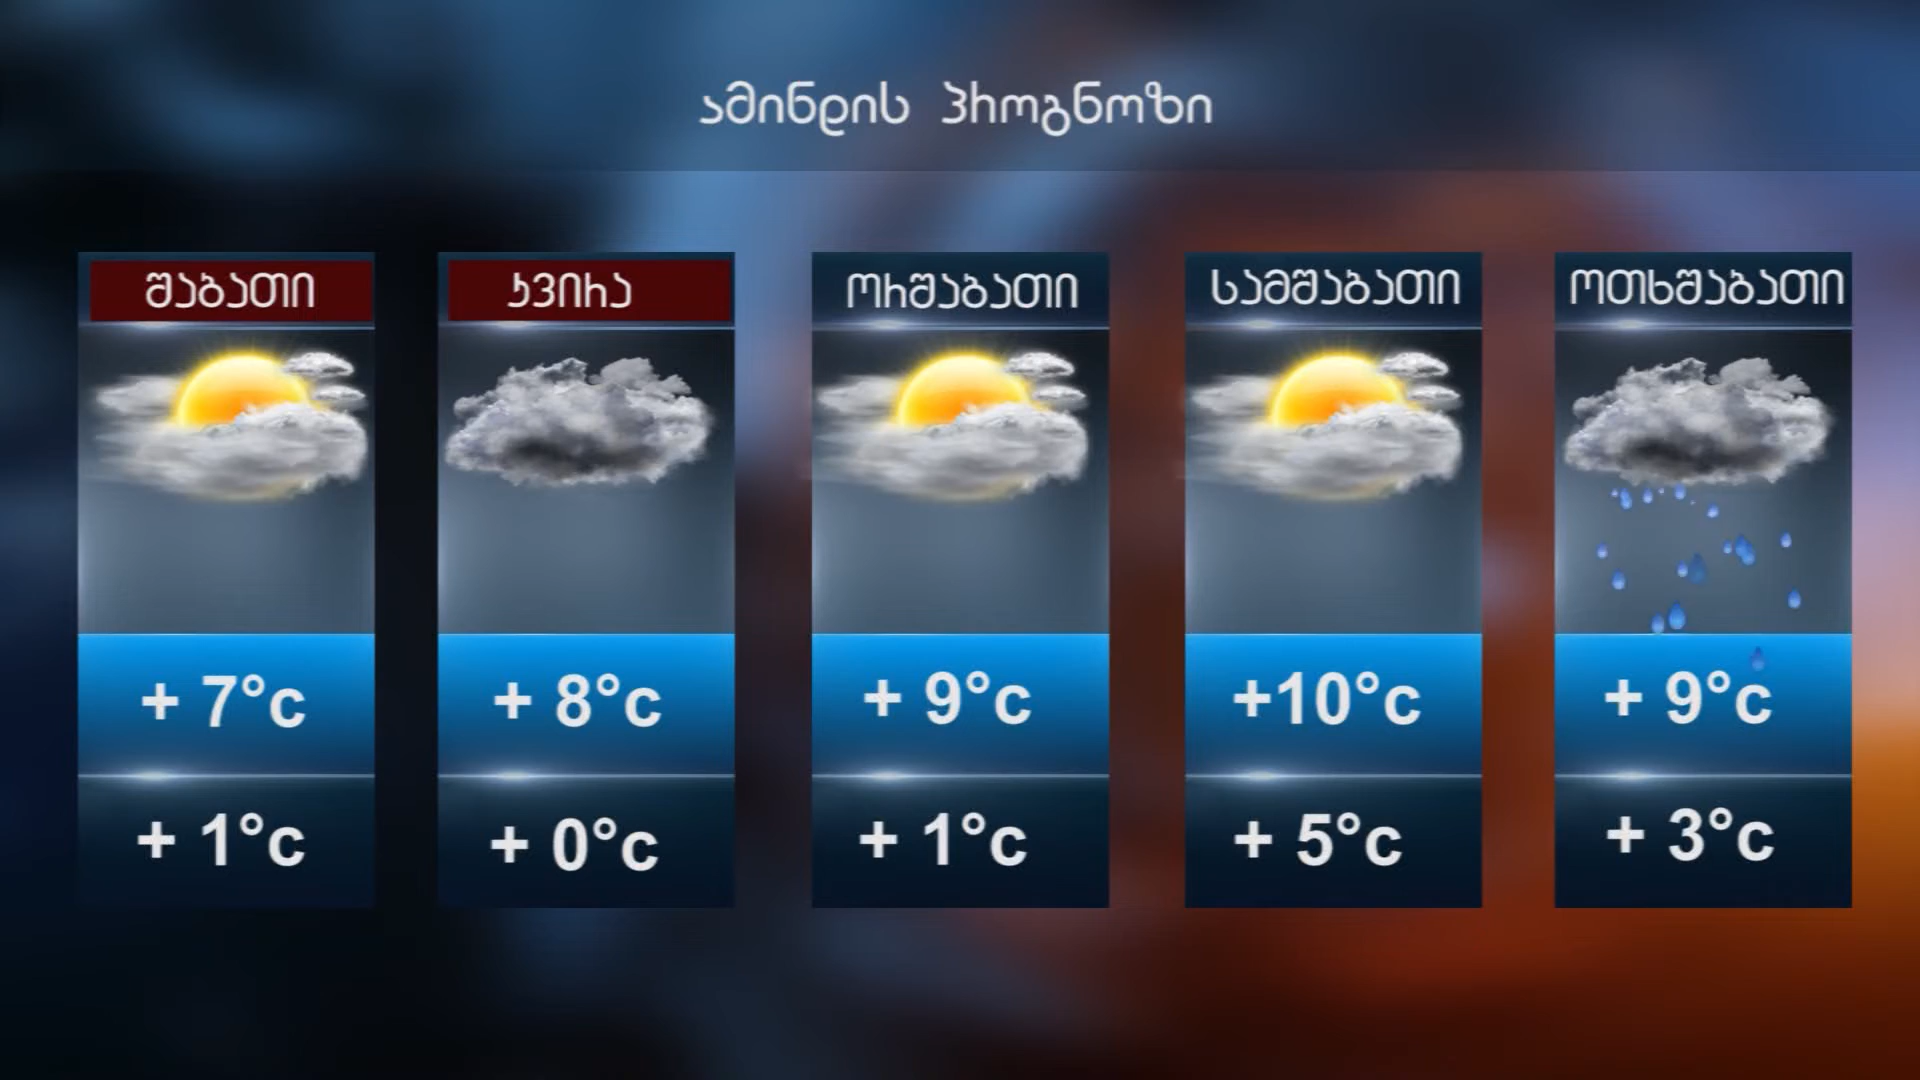 ამინდის პროგნოზი
შაბათი
კვირა
ორშაბათი
სამშაბათი
ოთხშაბათი
+ 7°c
+ 8°c
+ 9°c
+10°c
+ 9°c
+ 1°c
+ 0°c
+ 1°c
+ 5°c
+ 3°c